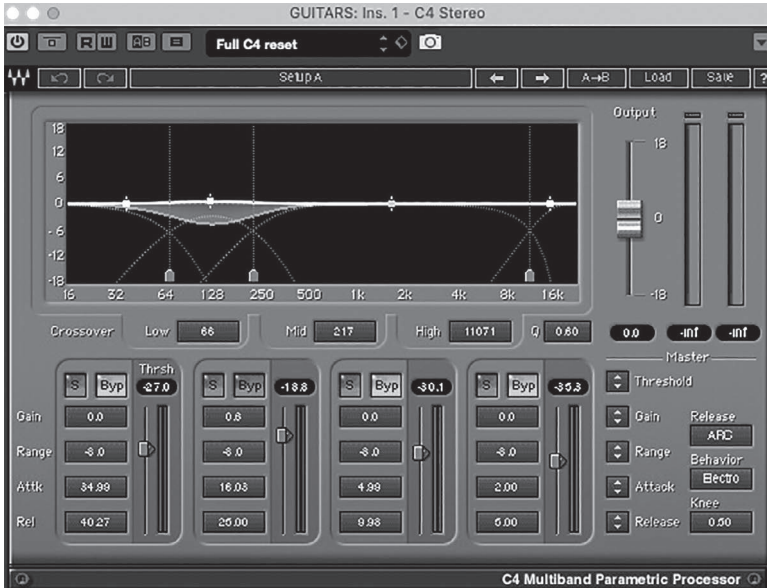 GUITARS: Ins. 1 - C4 Stereo
R W AB Full C4 reset
Setup A A→B Load Save ?
Output
18
12
6
0
-6
-12
-18
16 32 64 128 250 500 1k 2k 4k 8k 16k
18
0
-18
Crossover Low 66 Mid 217 High 11071 Q 0.60
0.0 -Inf -Inf
Master
Thrsh
S Byp -27.0 S Byp -18.8 S Byp -30.1 S Byp -35.3
Threshold
Gain 0.0 0.6 0.0 0.0 Gain Release
ARC
Range -8.0 -8.0 -8.0 -8.0 Range Behavior
Electro
Attk 34.99 16.03 4.99 2.00 Attack Knee
Rel 40.27 25.00 9.98 5.00 Release 0.50
C4 Multiband Parametric Processor